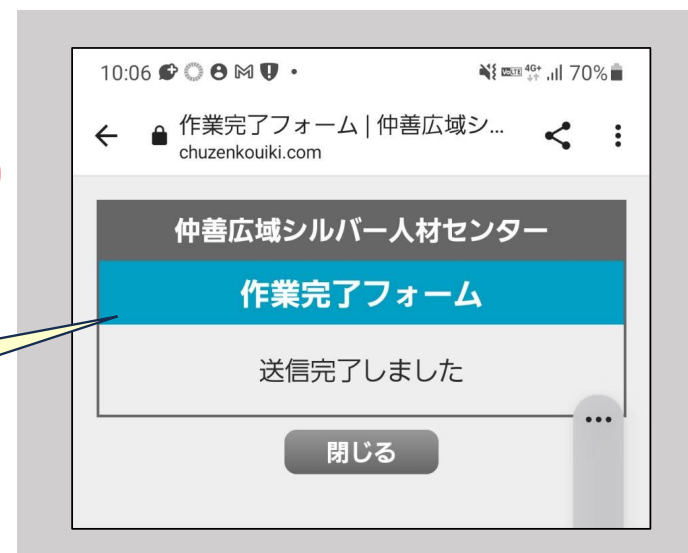 10:06
4G+ 70%
作業完了フォーム | 仲善広域シ...
chuzenkouiki.com
仲善広域シルバー人材センター
作業完了フォーム
送信完了しました
閉じる